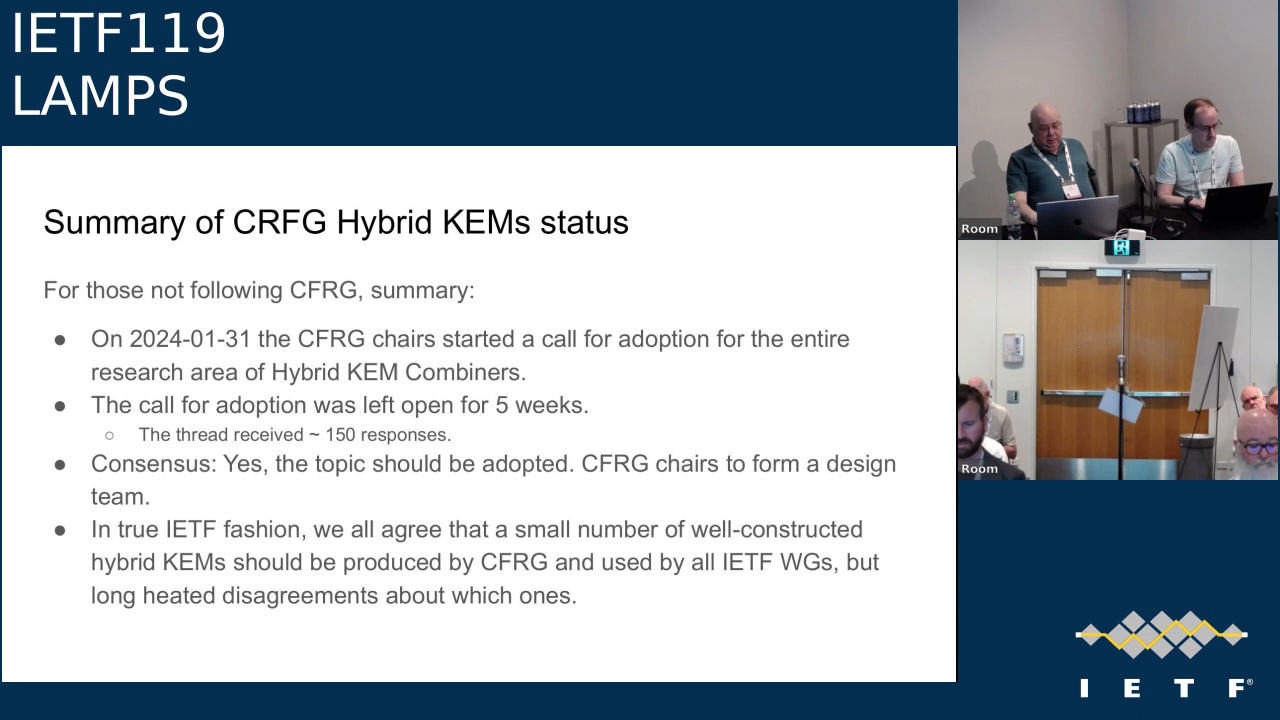 IETF119
LAMPS
Summary of CRFG Hybrid KEMs status
For those not following CFRG, summary:
● On 2024-01-31 the CFRG chairs started a call for adoption for the entire
research area of Hybrid KEM Combiners.
● The call for adoption was left open for 5 weeks.
○ The thread received ~ 150 responses.
● Consensus: Yes, the topic should be adopted. CFRG chairs to form a design
team.
● In true IETF fashion, we all agree that a small number of well-constructed
hybrid KEMs should be produced by CFRG and used by all IETF WGs, but
long heated disagreements about which ones.
Room
Room
I E T F®